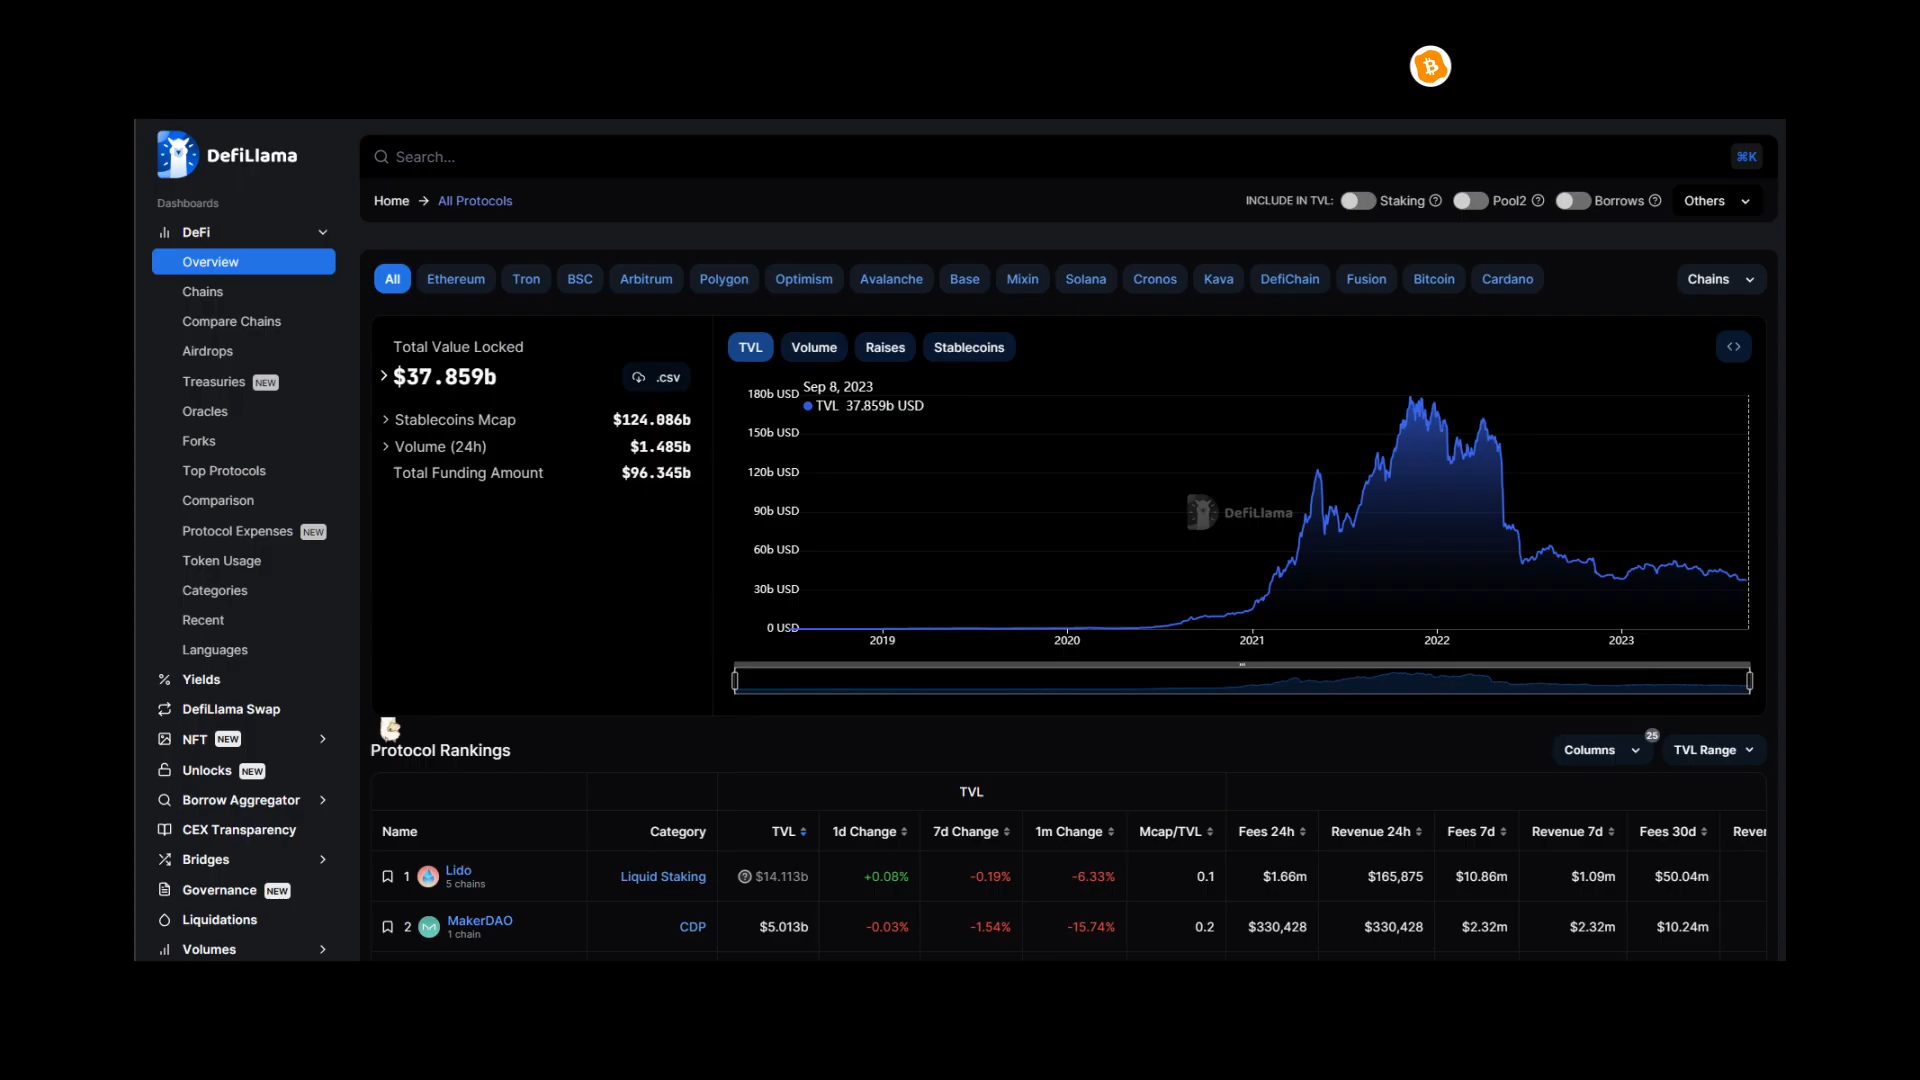 DefiLlama
Search...
⌘K
Home → All Protocols
INCLUDE IN TVL: Staking Pool2 Borrows Others
Dashboards
DeFi
Overview
Chains
Compare Chains
Airdrops
Treasuries NEW
Oracles
Forks
Top Protocols
Comparison
Protocol Expenses NEW
Token Usage
Categories
Recent
Languages
Yields
DefiLlama Swap
NFT NEW
Unlocks NEW
Borrow Aggregator
CEX Transparency
Bridges
Governance NEW
Liquidations
Volumes
All Ethereum Tron BSC Arbitrum Polygon Optimism Avalanche Base Mixin Solana Cronos Kava DefiChain Fusion Bitcoin Cardano Chains
Total Value Locked
$37.859b .csv
Stablecoins Mcap $124.086b
Volume (24h) $1.485b
Total Funding Amount $96.345b
TVL Volume Raises Stablecoins
Sep 8, 2023
TVL 37.859b USD
180b USD
150b USD
120b USD
90b USD
60b USD
30b USD
0 USD
DefiLlama
2019 2020 2021 2022 2023
Protocol Rankings
Columns 25 TVL Range
TVL
Name Category TVL 1d Change 7d Change 1m Change Mcap/TVL Fees 24h Revenue 24h Fees 7d Revenue 7d Fees 30d Rever
1 Lido Liquid Staking $14.113b +0.08% -0.19% -6.33% 0.1 $1.66m $165,875 $10.86m $1.09m $50.04m
5 chains
2 MakerDAO CDP $5.013b -0.03% -1.54% -15.74% 0.2 $330,428 $330,428 $2.32m $2.32m $10.24m
1 chain